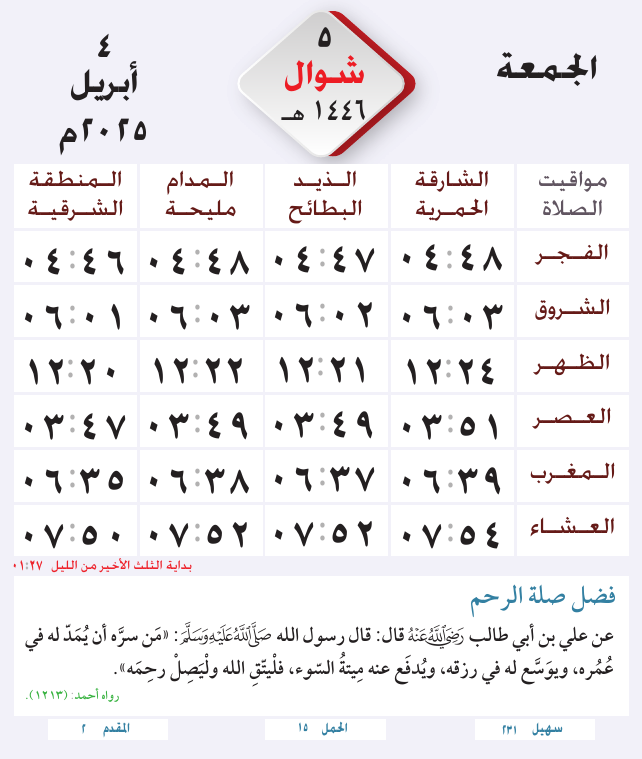 الجمعة
٥
شوال
١٤٤٦ هـ
٤
أبريل
٢٠٢٥م
مواقيت الصلاة	الشارقة الحمرية	الذيد البطائح	المدام مليحة	المنطقة الشرقية
الفجر ٠٤:٤٨ ٠٤:٤٧ ٠٤:٤٨ ٠٤:٤٦
الشروق ٠٦:٠٣ ٠٦:٠٢ ٠٦:٠٣ ٠٦:٠١
الظهر ١٢:٢٤ ١٢:٢١ ١٢:٢٢ ١٢:٢٠
العصر ٠٣:٥١ ٠٣:٤٩ ٠٣:٤٩ ٠٣:٤٧
المغرب ٠٦:٣٩ ٠٦:٣٧ ٠٦:٣٨ ٠٦:٣٥
العشاء ٠٧:٥٤ ٠٧:٥٢ ٠٧:٥٢ ٠٧:٥٠
بداية الثلث الأخير من الليل ٠١:٢٧
فضل صلة الرحم
عن علي بن أبي طالب رَضِيَ اللَّهُ عَنْهُ قال: قال رسول الله صَلَّى اللَّهُ عَلَيْهِ وَسَلَّمَ: «مَن سرَّه أن يُمَدّ له في
عُمُره، ويوَسَّع له في رزقه، ويُدفَع عنه مِيتةُ السّوء، فلْيتّقِ الله ولْيَصِلْ رحِمَه».
رواه أحمد: (١٢١٣).
سهيل ٢٣١ الحمل ١٥ المقدم ٢